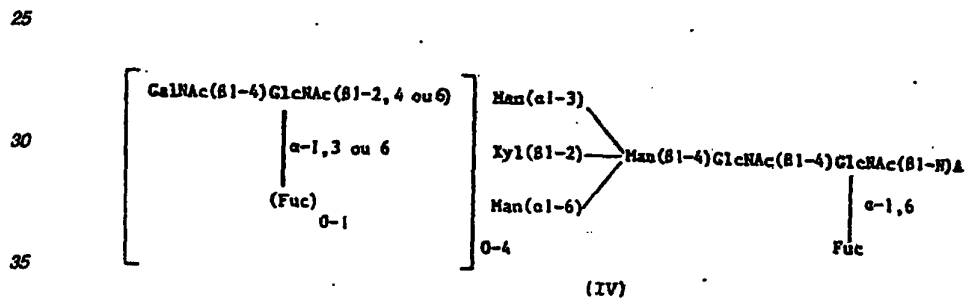 25
GalNAc(β1-4)GlcNAc(β1-2, 4 ou 6)
Man(α1-3)
30
α-1,3 ou 6
Xyl(β1-2)
Man(β1-4)GlcNAc(β1-4)GlcNAc(β1-N)A
(Fuc)
0-1
Man(α1-6)
α-1,6
Fuc
35
0-4
(IV)